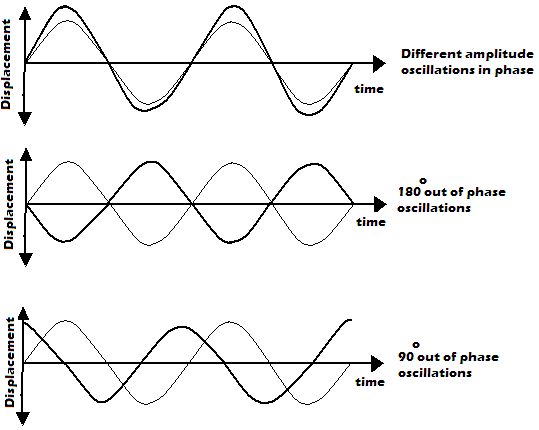 Displacement
Different amplitude
oscillations in phase
time
Displacement
o
180 out of phase
oscillations
time
Displacement
o
90 out of phase
oscillations
time